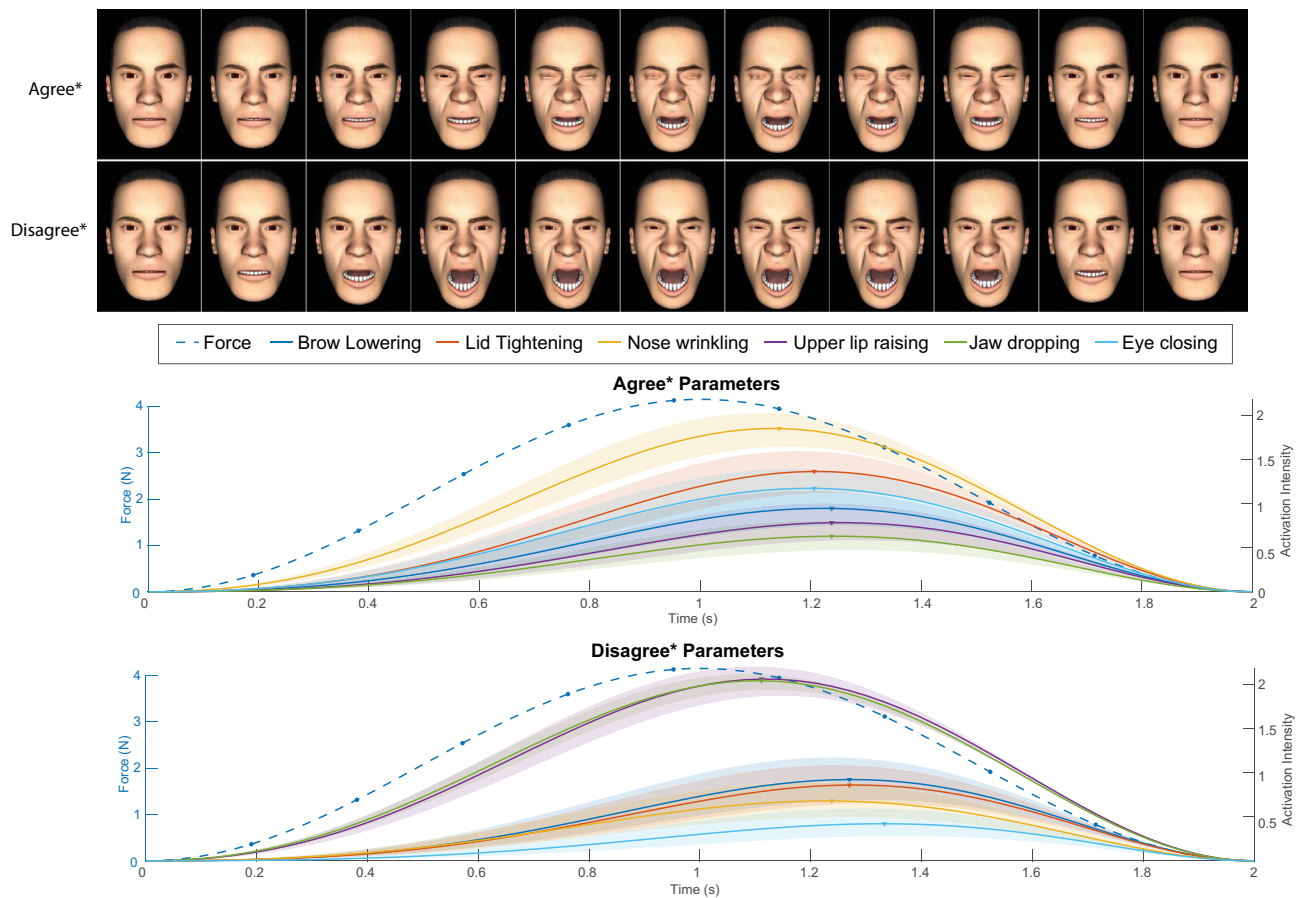 Agree*
Disagree*
Force Brow Lowering Lid Tightening Nose wrinkling Upper lip raising Jaw dropping Eye closing
Agree* Parameters
4
3
2
1
0
Force (N)
2
1.5
1
0.5
0
Activation Intensity
0 0.2 0.4 0.6 0.8 1 1.2 1.4 1.6 1.8 2
Time (s)
Disagree* Parameters
4
3
2
1
0
Force (N)
2
1.5
1
0.5
Activation Intensity
0 0.2 0.4 0.6 0.8 1 1.2 1.4 1.6 1.8 2
Time (s)